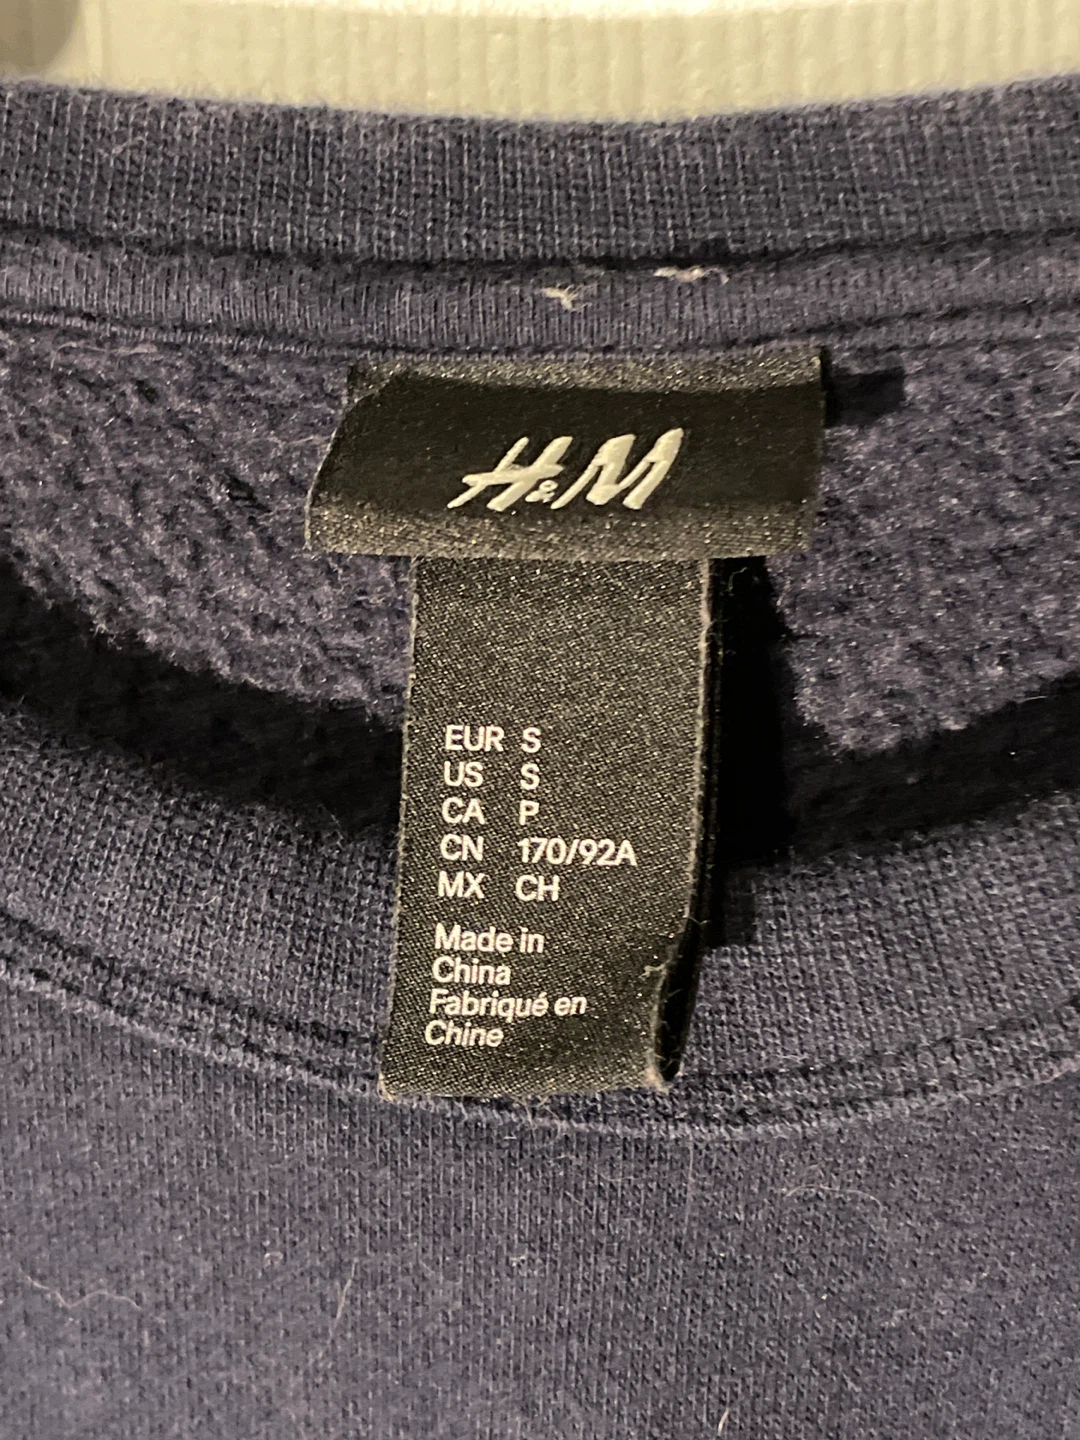 H&M
EUR S
US S
CA P
CN 170/92A
MX CH
Made in
China
Fabriqué en
Chine